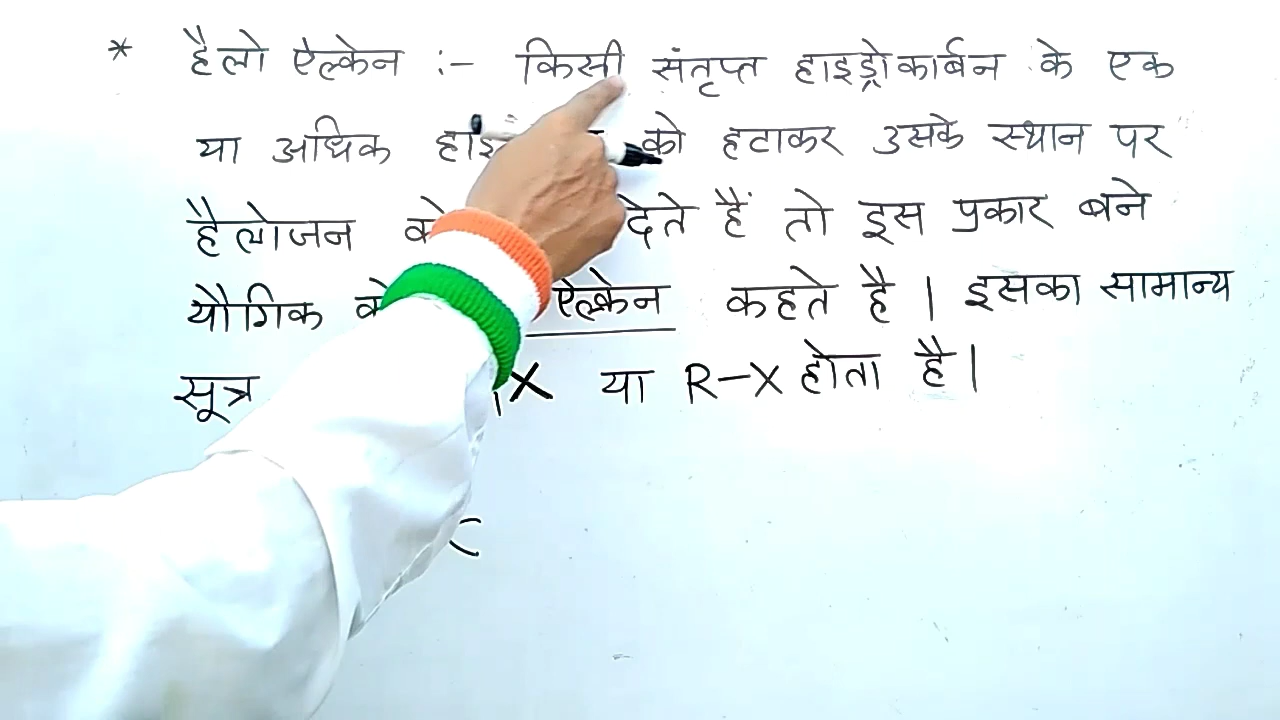 * हैलो ऐल्केन :- किसी संतृप्त हाइड्रोकार्बन के एक
या अधिक को हटाकर उसके स्थान पर
हैलोजन देते हैं तो इस प्रकार बने
यौगिक ऐल्केन कहते है । इसका सामान्य
सूत्र X या R-X होता है ।
C